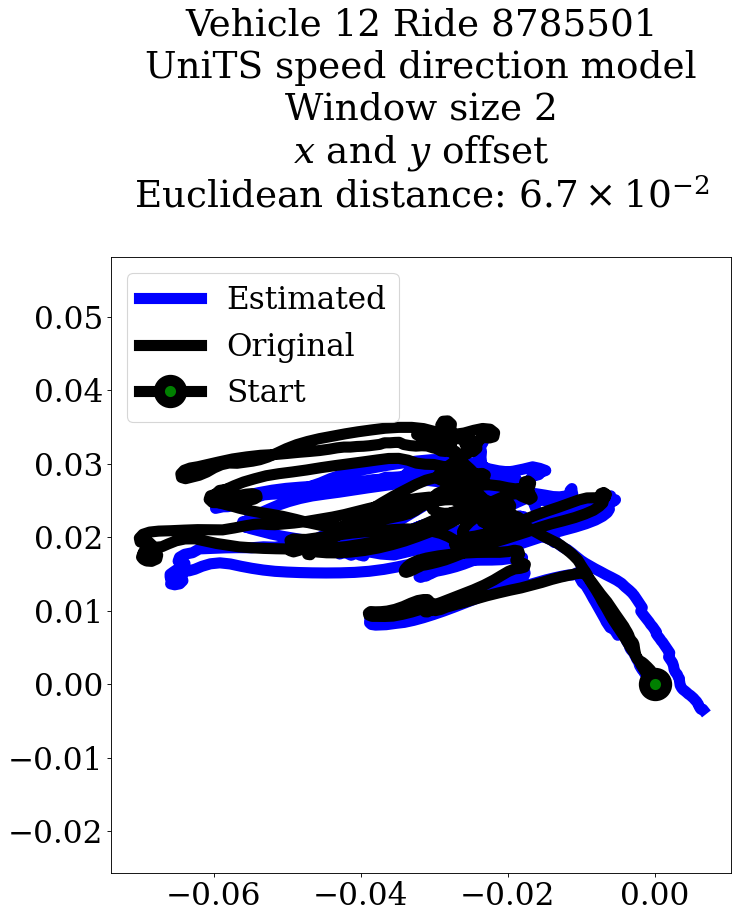 Vehicle 12 Ride 8785501
UniTS speed direction model
Window size 2
x and y offset
Euclidean distance: 6.7 × 10⁻²
Estimated
Original
Start
0.05
0.04
0.03
0.02
0.01
0.00
−0.01
−0.02
−0.06 −0.04 −0.02 0.00